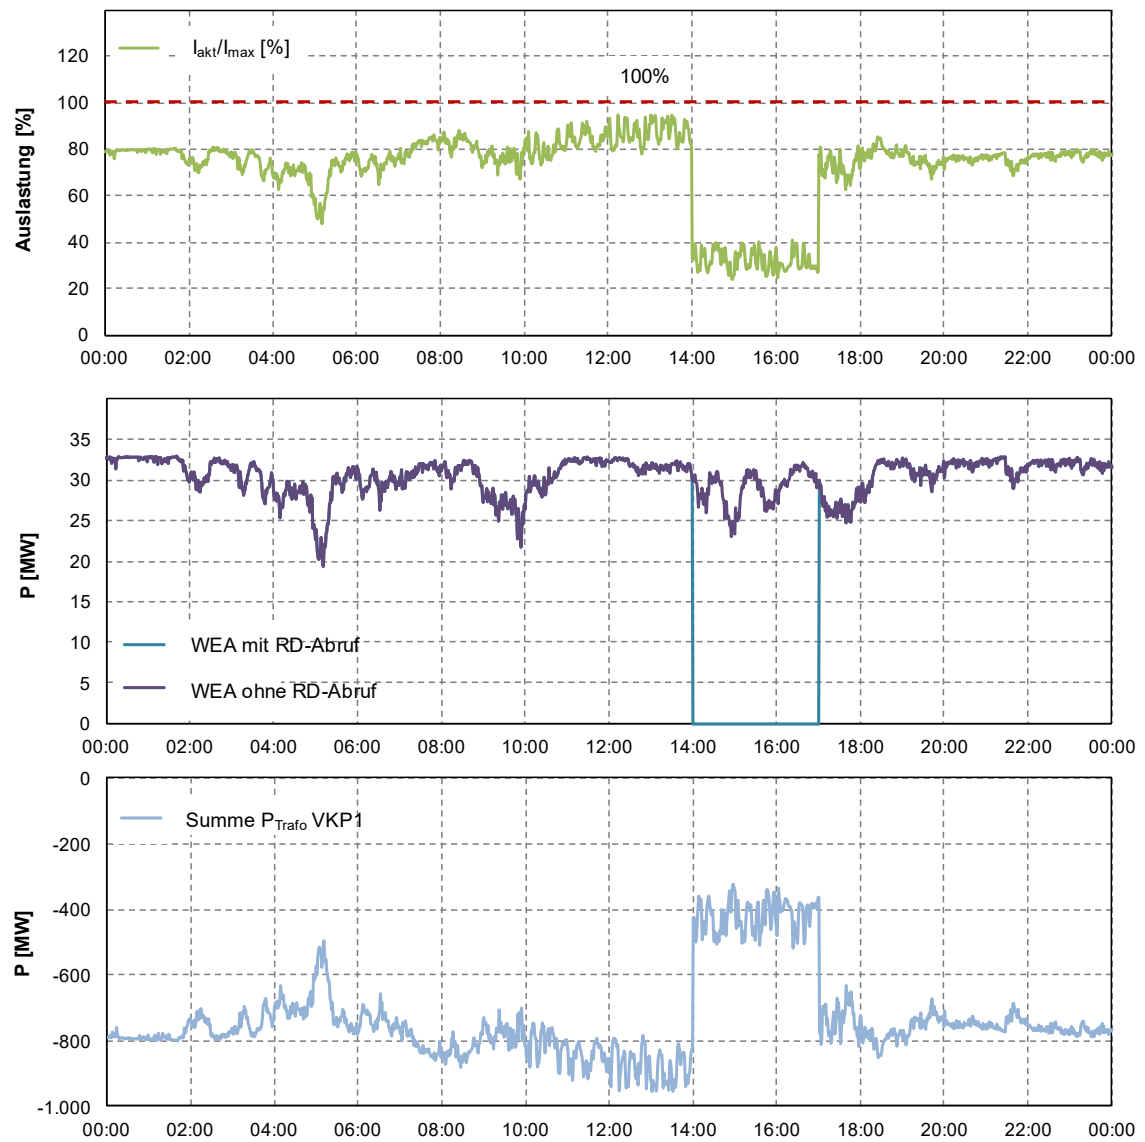 Auslastung [%]
120
100
80
60
40
20
0
Iakt/Imax [%]
100%
00:00 02:00 04:00 06:00 08:00 10:00 12:00 14:00 16:00 18:00 20:00 22:00 00:00
P [MW]
35
30
25
20
15
10
5
0
WEA mit RD-Abruf
WEA ohne RD-Abruf
00:00 02:00 04:00 06:00 08:00 10:00 12:00 14:00 16:00 18:00 20:00 22:00 00:00
P [MW]
0
-200
-400
-600
-800
-1.000
Summe PTrafo VKP1
00:00 02:00 04:00 06:00 08:00 10:00 12:00 14:00 16:00 18:00 20:00 22:00 00:00